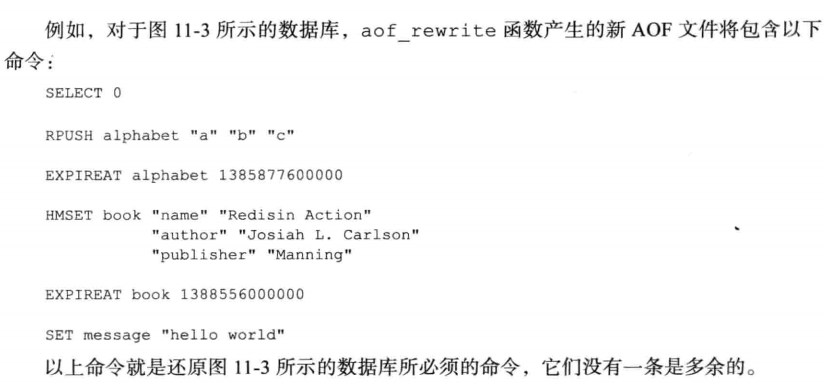 例如，对于图 11-3 所示的数据库，aof_rewrite 函数产生的新 AOF 文件将包含以下
命令：
SELECT 0
RPUSH alphabet "a" "b" "c"
EXPIREAT alphabet 1385877600000
HMSET book "name" "Redisin Action"
"author" "Josiah L. Carlson"
"publisher" "Manning"
EXPIREAT book 1388556000000
SET message "hello world"
以上命令就是还原图 11-3 所示的数据库所必须的命令，它们没有一条是多余的。